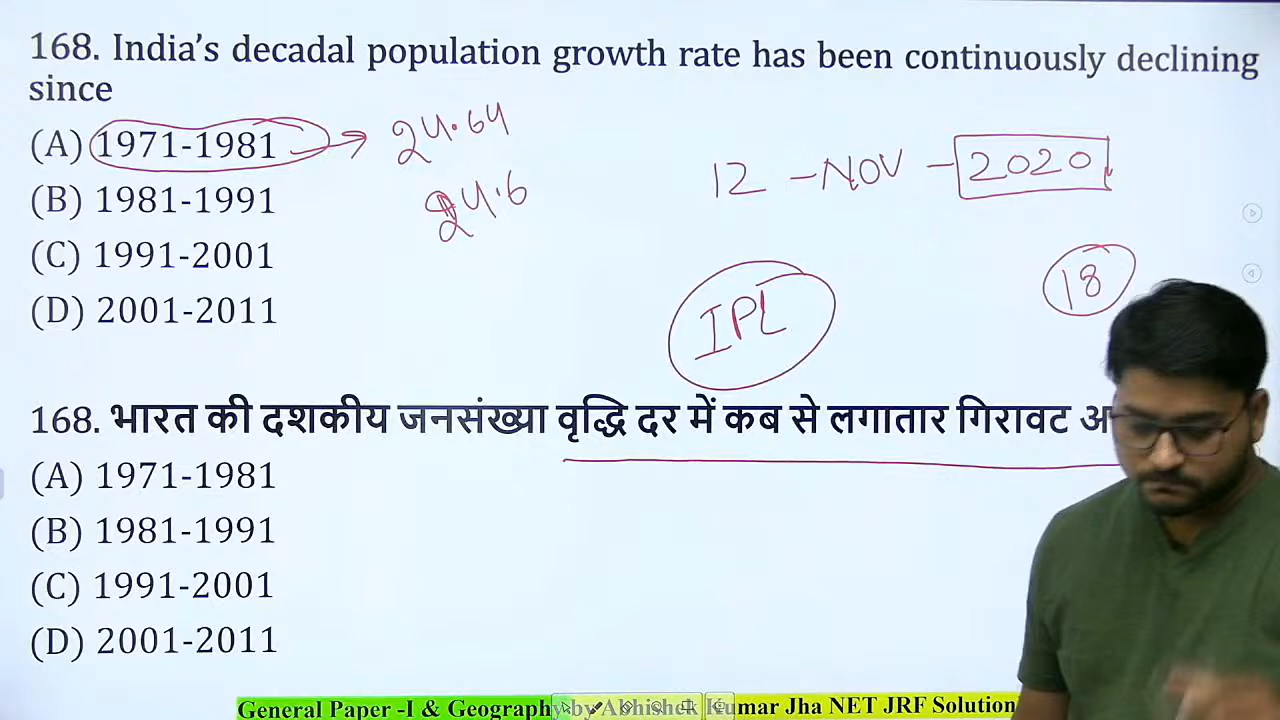 168. India’s decadal population growth rate has been continuously declining
since
(A) 1971-1981 → 24.64
24.6
12 - NOV - 2020
(B) 1981-1991
(C) 1991-2001
18
IPL
(D) 2001-2011
168. भारत की दशकीय जनसंख्या वृद्धि दर में कब से लगातार गिरावट
(A) 1971-1981
(B) 1981-1991
(C) 1991-2001
(D) 2001-2011
General Paper -I & Geography by Abhishek Kumar Jha NET JRF Solution